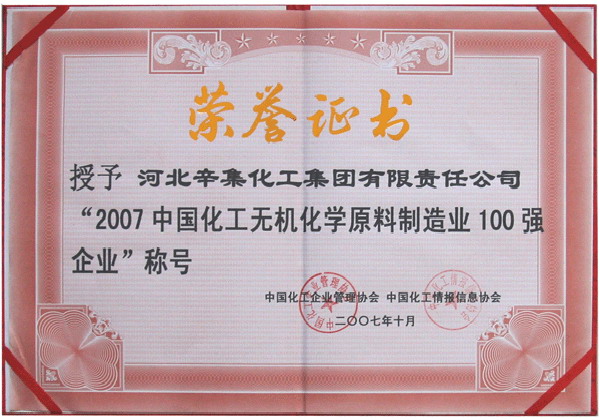 荣誉证书
授予 河北辛集化工集团有限责任公司
“2007 中国化工无机化学原料制造业 100 强
企业”称号
中国化工企业管理协会 中国化工情报信息协会
二〇〇七年十月